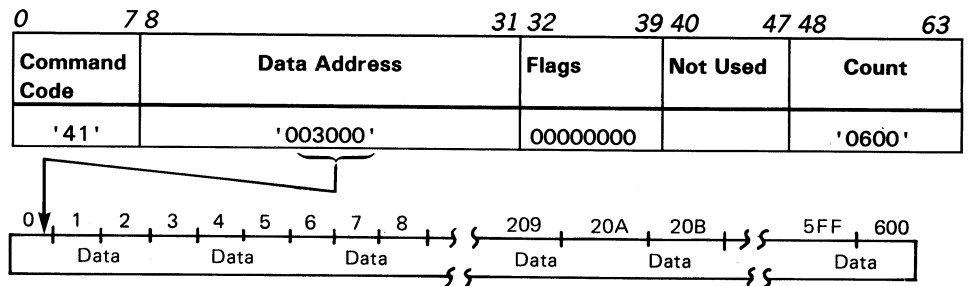 0 7 8 31 32 39 40 47 48 63
Command Code Data Address Flags Not Used Count
'41' '003000' 00000000 '0600'
0 1 2 3 4 5 6 7 8 209 20A 20B 5FF 600
Data Data Data Data Data Data